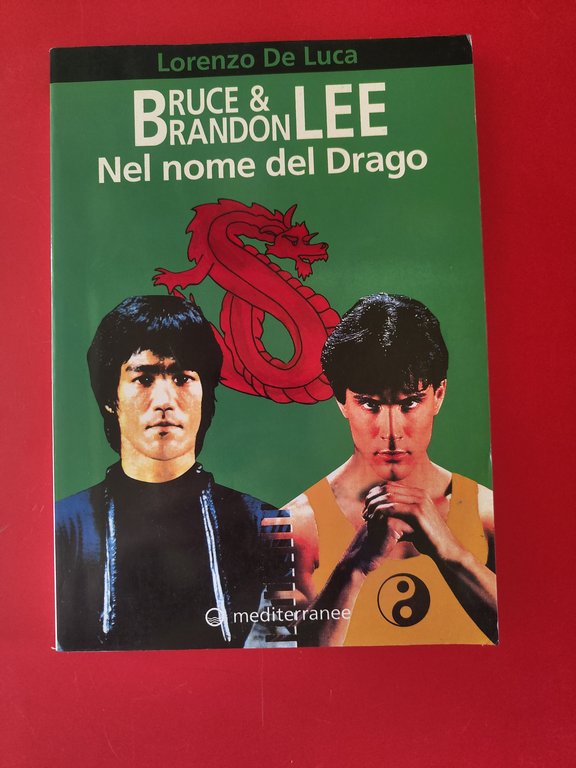 Lorenzo De Luca
BRUCE &
BRANDON LEE
Nel nome del Drago
mediterranee